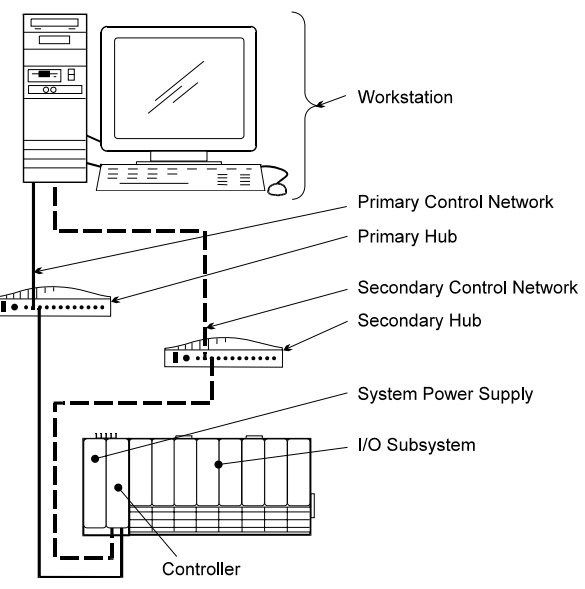 Workstation
Primary Control Network
Primary Hub
Secondary Control Network
Secondary Hub
System Power Supply
I/O Subsystem
Controller